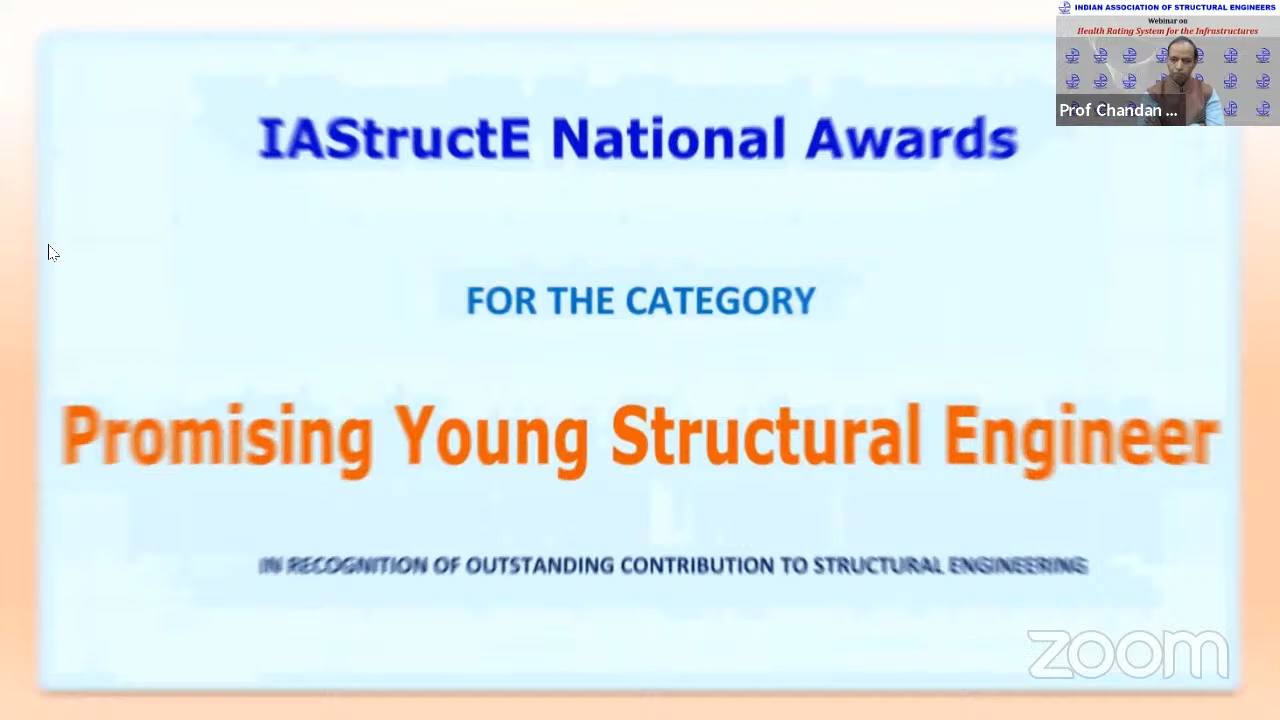 INDIAN ASSOCIATION OF STRUCTURAL ENGINEERS
Webinar on
Health Rating System for the Infrastructures
Prof Chandan ...
IAStructE National Awards
FOR THE CATEGORY
Promising Young Structural Engineer
IN RECOGNITION OF OUTSTANDING CONTRIBUTION TO STRUCTURAL ENGINEERING
zoom